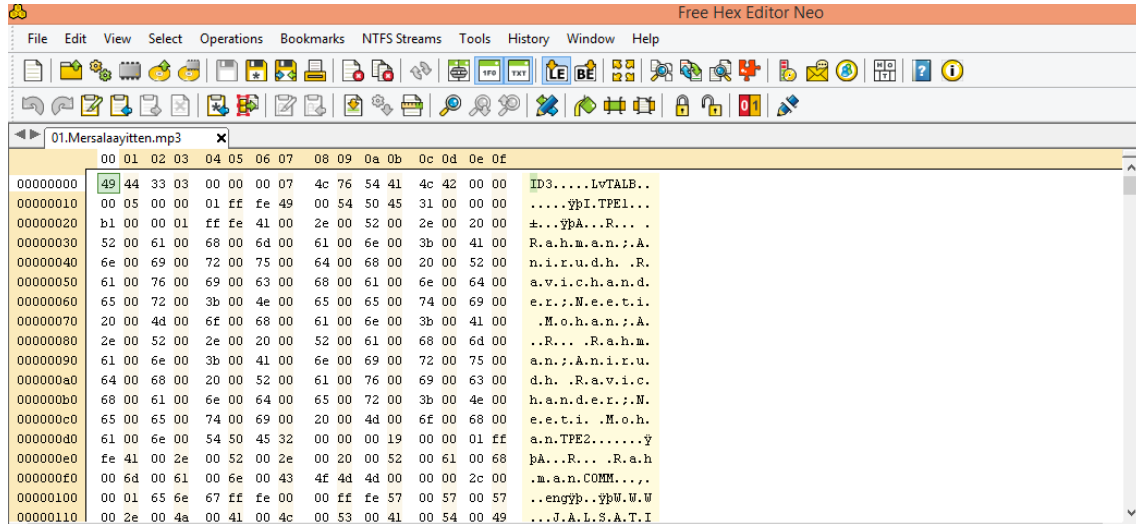 Free Hex Editor Neo
File Edit View Select Operations Bookmarks NTFS Streams Tools History Window Help
1F0 TXT LE BE
01.Mersalaayitten.mp3 x
00 01 02 03 04 05 06 07 08 09 0a 0b 0c 0d 0e 0f
00000000 49 44 33 03 00 00 00 07 4c 76 54 41 4c 42 00 00 ID3.....LvTALB..
00000010 00 05 00 00 01 ff fe 49 00 54 50 45 31 00 00 00 .....ÿþI.TPE1...
00000020 b1 00 00 01 ff fe 41 00 2e 00 52 00 2e 00 20 00 ±...ÿþA...R... .
00000030 52 00 61 00 68 00 6d 00 61 00 6e 00 3b 00 41 00 R.a.h.m.a.n.;.A.
00000040 6e 00 69 00 72 00 75 00 64 00 68 00 20 00 52 00 n.i.r.u.d.h. .R.
00000050 61 00 76 00 69 00 63 00 68 00 61 00 6e 00 64 00 a.v.i.c.h.a.n.d.
00000060 65 00 72 00 3b 00 4e 00 65 00 65 00 74 00 69 00 e.r.;.N.e.e.t.i.
00000070 20 00 4d 00 6f 00 68 00 61 00 6e 00 3b 00 41 00 .M.o.h.a.n.;.A.
00000080 2e 00 52 00 2e 00 20 00 52 00 61 00 68 00 6d 00 ..R... .R.a.h.m.
00000090 61 00 6e 00 3b 00 41 00 6e 00 69 00 72 00 75 00 a.n.;.A.n.i.r.u.
000000a0 64 00 68 00 20 00 52 00 61 00 76 00 69 00 63 00 d.h. .R.a.v.i.c.
000000b0 68 00 61 00 6e 00 64 00 65 00 72 00 3b 00 4e 00 h.a.n.d.e.r.;.N.
000000c0 65 00 65 00 74 00 69 00 20 00 4d 00 6f 00 68 00 e.e.t.i. .M.o.h.
000000d0 61 00 6e 00 54 50 45 32 00 00 00 19 00 00 01 ff a.n.TPE2.......ÿ
000000e0 fe 41 00 2e 00 52 00 2e 00 20 00 52 00 61 00 68 þA...R... .R.a.h
000000f0 00 6d 00 61 00 6e 00 43 4f 4d 4d 00 00 00 2c 00 .m.a.n.COMM...,.
00000100 00 01 65 6e 67 ff fe 00 00 ff fe 57 00 57 00 57 ..engÿþ..ÿþW.W.W
00000110 00 2e 00 4a 00 41 00 4c 00 53 00 41 00 54 00 49 ...J.A.L.S.A.T.I